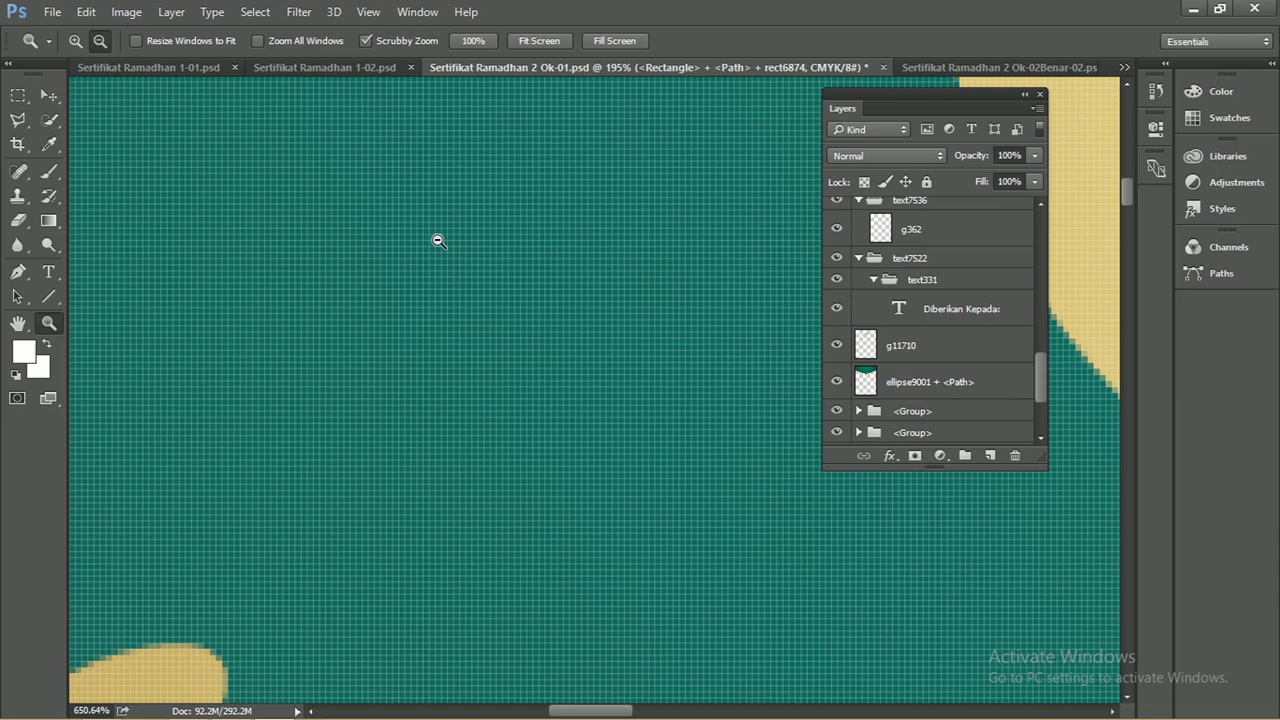 Ps File Edit Image Layer Type Select Filter 3D View Window Help
Resize Windows to Fit Zoom All Windows Scrubby Zoom 100% Fit Screen Fill Screen Essentials
Sertifikat Ramadhan 1-01.psd × Sertifikat Ramadhan 1-02.psd × Sertifikat Ramadhan 2 Ok-01.psd @ 195% (<Rectangle> + <Path> + rect6874, CMYK/8#) * × Sertifikat Ramadhan 2 Ok-02Benar-02.ps
Layers
Kind
Normal Opacity: 100%
Lock: Fill: 100%
text7536
g362
text7522
text331
T Diberikan Kepada:
g11710
ellipse9001 + <Path>
<Group>
<Group>
Color
Swatches
Libraries
Adjustments
Styles
Channels
Paths
Activate Windows
Go to PC settings to activate Windows.
650.64% Doc: 92.2M/292.2M